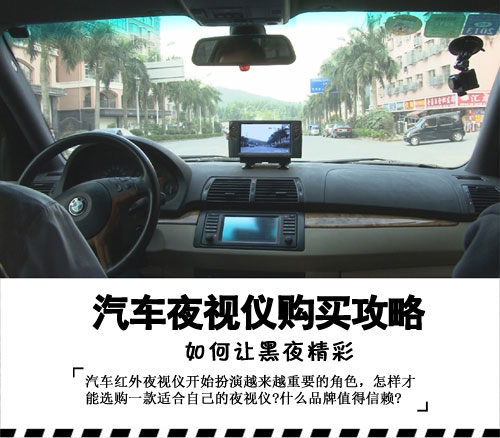 汽车夜视仪购买攻略
如何让黑夜精彩
汽车红外夜视仪开始扮演越来越重要的角色，怎样才
能选购一款适合自己的夜视仪?什么品牌值得信赖?